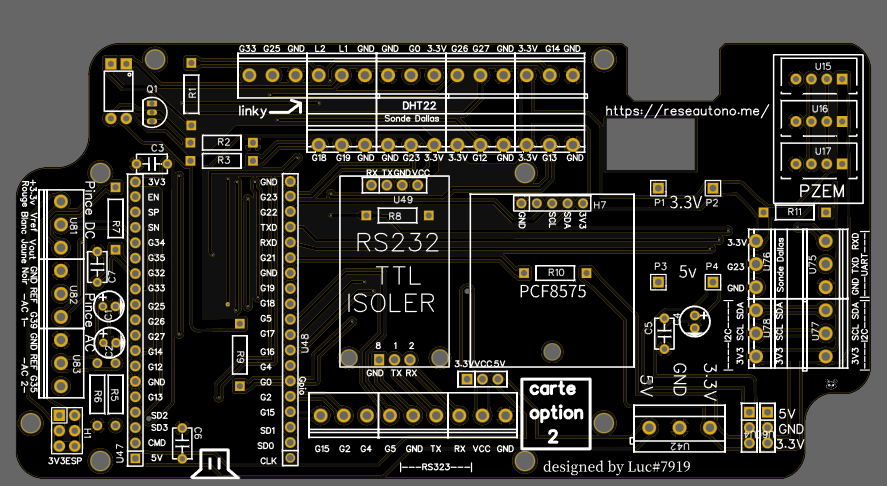 G33 G25 GND L2 L1 GND GND G0 3.3V G26 G27 GND 3.3V G14 GND
linky
DHT22
Sonde Dallas
G18 G19 GND GND G23 3.3V 3.3V G12 GND 3.3V G13 GND
https://reseautono.me/
Q1
R1
R2
R3
C3
U15
U16
U17
PZEM
R11
P1 3.3V P2
P3 5v P4
+3.3v Vref Vout GND REF G39 GND REF G35
Rouge Blanc Jaune Noir -AC 1- -AC 2-
U81
U82
U83
Pince DC
Pince AC
R7
C7
C2
R6
R5
H1
3V3ESP
U47
C6
3V3
EN
SP
SN
G34
G35
G32
G33
G25
G26
G27
G14
G12
GND
G13
SD2
SD3
CMD
5V
GND
G23
G22
TXD
RXD
G21
GND
G19
G18
G5
G17
G16
G4
G0
G2
G15
SD1
SD0
CLK
U48
Gpio
R9
RX TXGNDVCC
U49
R8
RS232
TTL
ISOLER
8 1 2
GND TX RX
H7
GND SCL SDA 3V3
R10
PCF8575
3.3VVCC5V
G15 G2 G4 G5 GND TX RX VCC GND
|---RS323---|
carte
option
2
designed by Luc#7919
C5
5V GND 3.3V
U42
3.3V
G23
GND
U76
Sonde Dallas
U75
GND TXD RXD
|--UART--|
3V3 SCL SDA
U78
U77
3V3 SCL SDA
|---I2C---|
|---I2C---|
5V
GND
3.3V